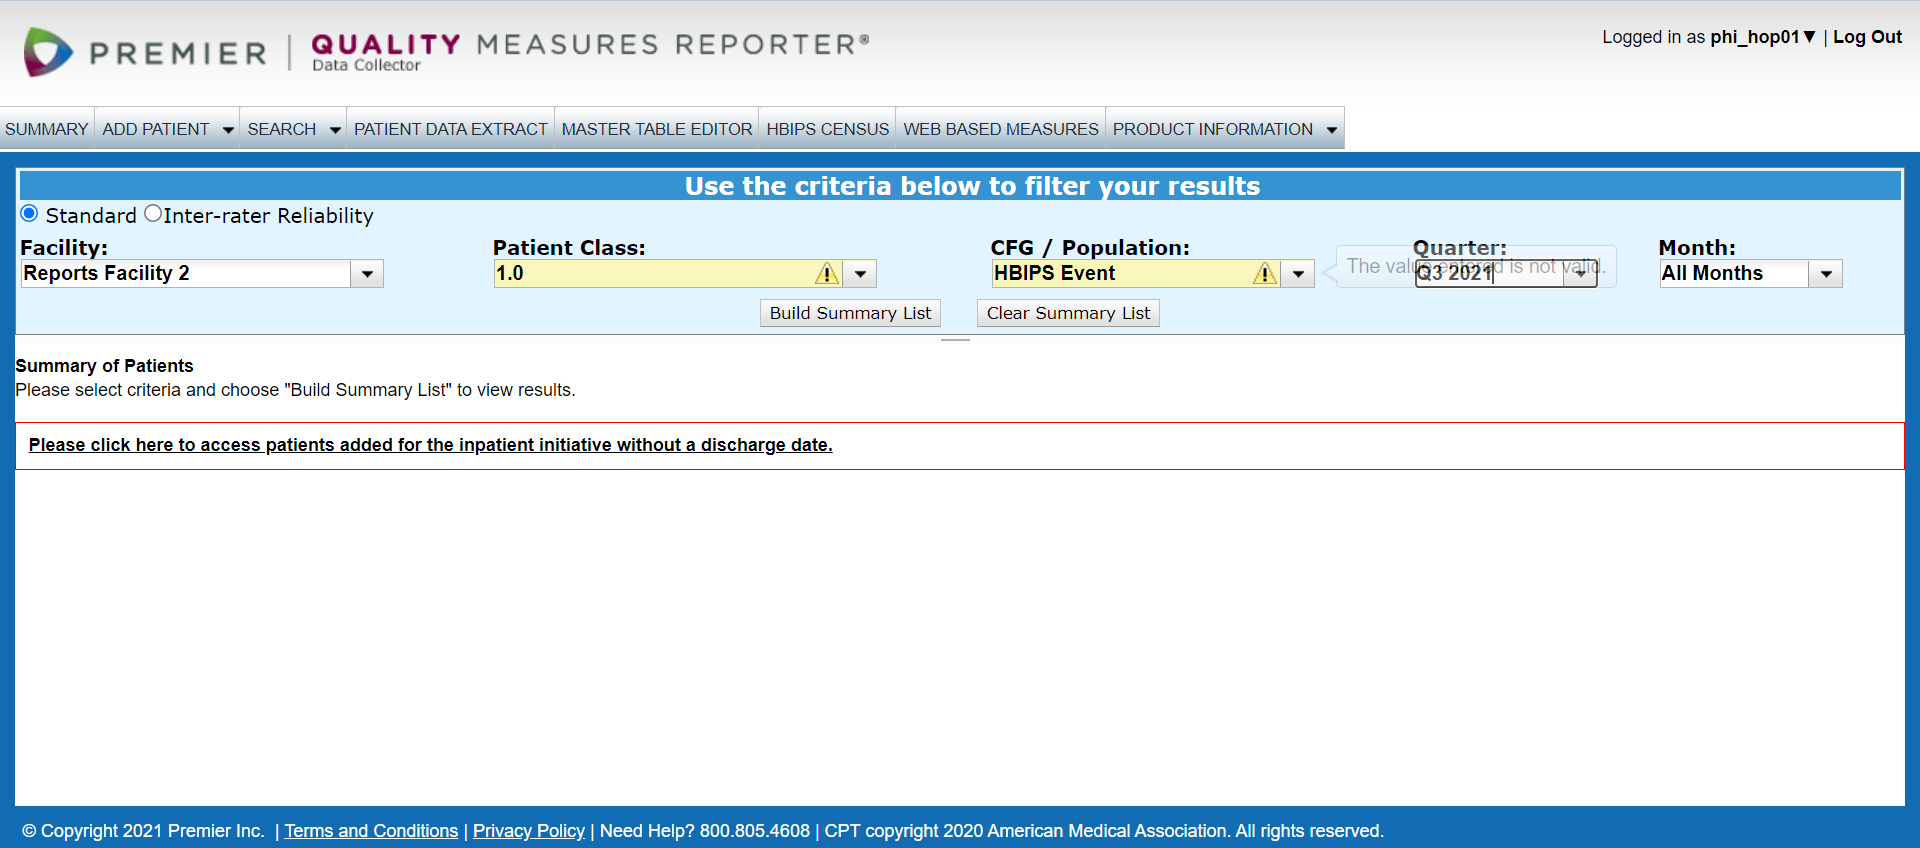 PREMIER | QUALITY MEASURES REPORTER®
Data Collector
Logged in as phi_hop01▼ | Log Out
SUMMARY ADD PATIENT SEARCH PATIENT DATA EXTRACT MASTER TABLE EDITOR HBIPS CENSUS WEB BASED MEASURES PRODUCT INFORMATION
Use the criteria below to filter your results
Standard Inter-rater Reliability
Facility: Patient Class: CFG / Population: Quarter: Month:
Reports Facility 2 1.0 HBIPS Event Q3 2021 All Months
The value entered is not valid.
Build Summary List Clear Summary List
Summary of Patients
Please select criteria and choose "Build Summary List" to view results.
Please click here to access patients added for the inpatient initiative without a discharge date.
© Copyright 2021 Premier Inc. | Terms and Conditions | Privacy Policy | Need Help? 800.805.4608 | CPT copyright 2020 American Medical Association. All rights reserved.